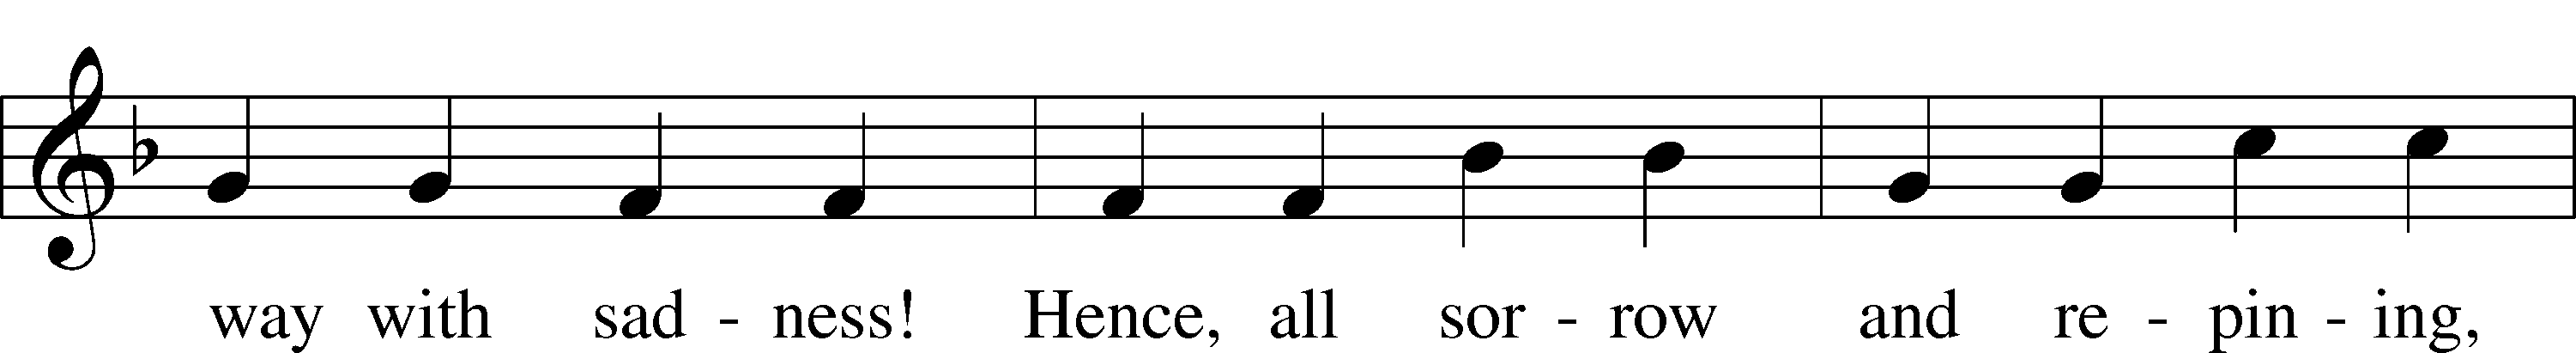 way with sad - ness! Hence, all sor - row and re - pin - ing,